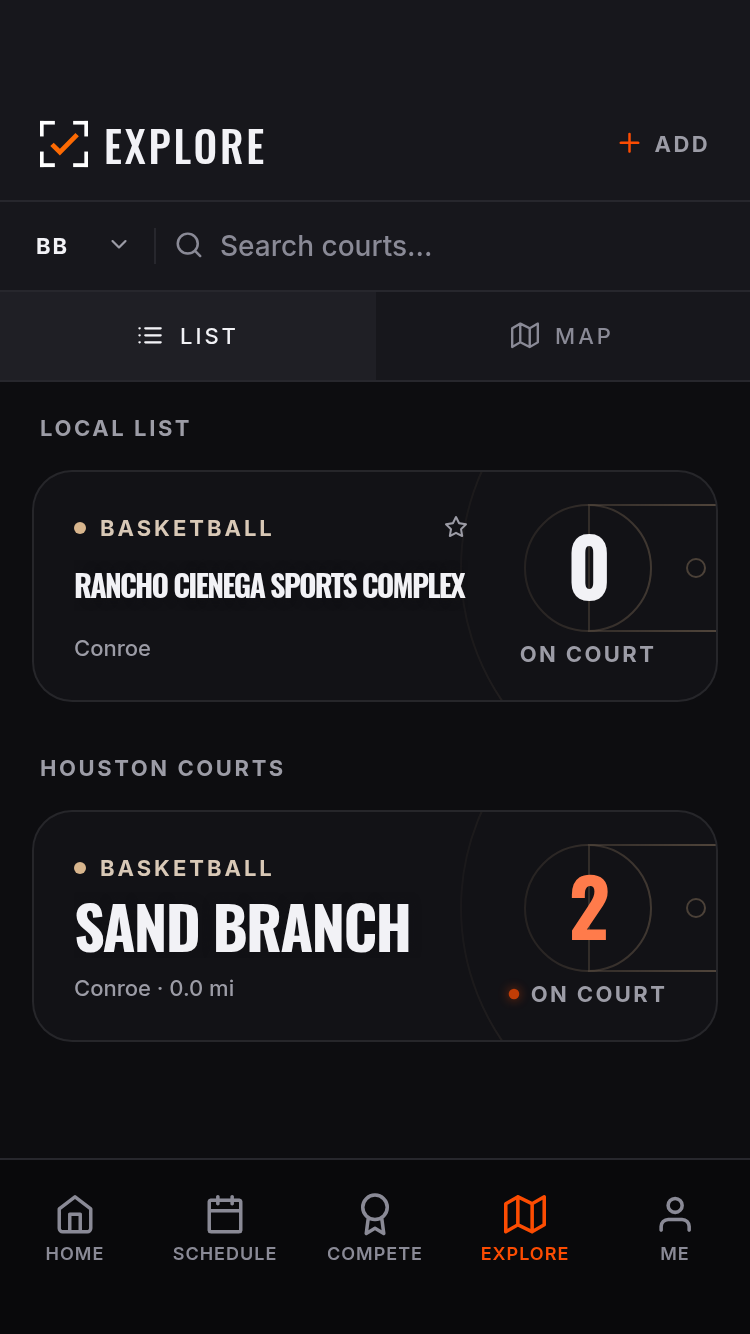 EXPLORE
+ ADD
BB
Search courts...
LIST
MAP
LOCAL LIST
BASKETBALL
RANCHO CIENEGA SPORTS COMPLEX
Conroe
0
ON COURT
HOUSTON COURTS
BASKETBALL
SAND BRANCH
Conroe · 0.0 mi
2
ON COURT
HOME
SCHEDULE
COMPETE
EXPLORE
ME